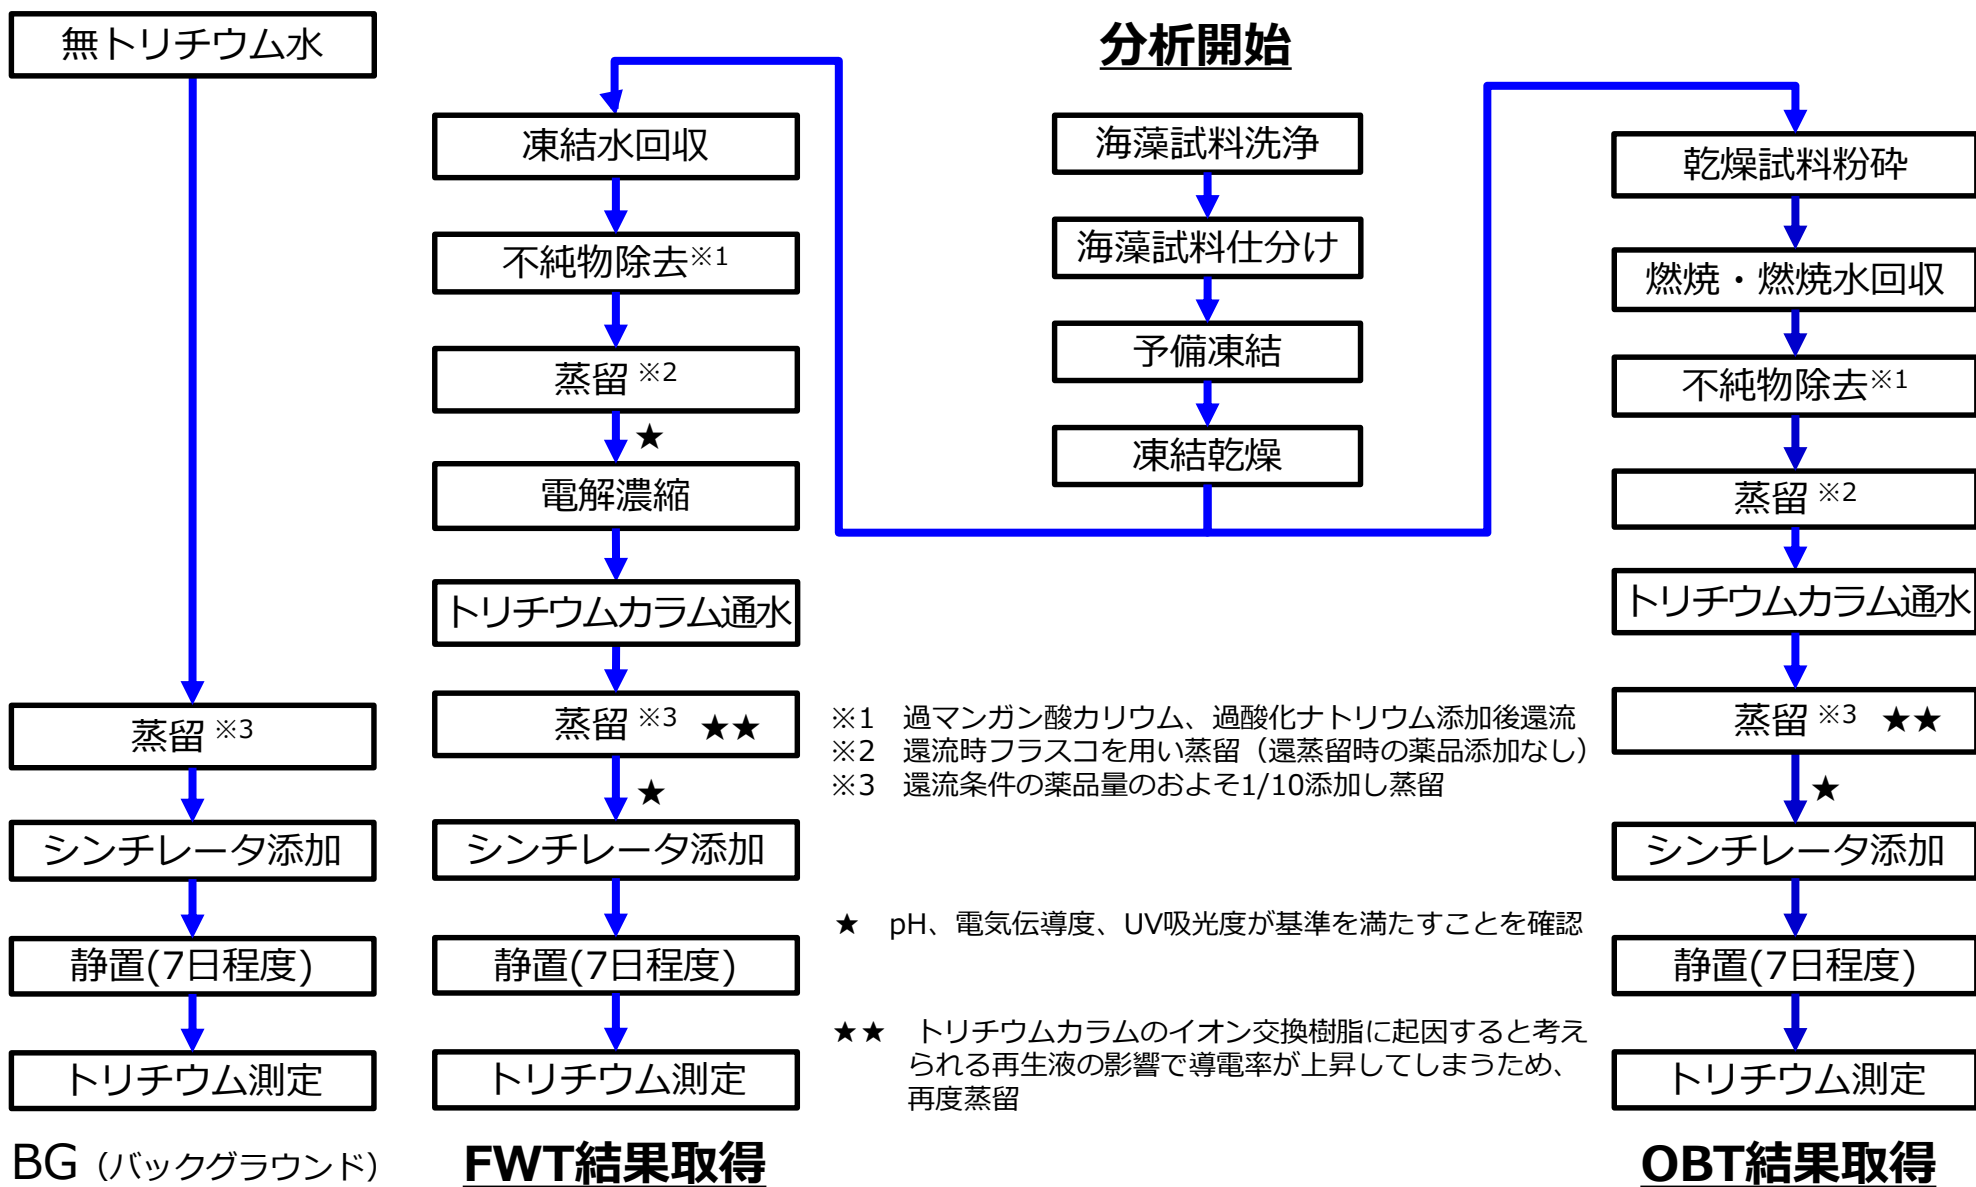 無トリチウム水
蒸留 ※3
シンチレータ添加
静置(7日程度)
トリチウム測定
BG（バックグラウンド）
凍結水回収
不純物除去※1
蒸留 ※2
★
電解濃縮
トリチウムカラム通水
蒸留 ※3 ★★
★
シンチレータ添加
静置(7日程度)
トリチウム測定
FWT結果取得
分析開始
海藻試料洗浄
海藻試料仕分け
予備凍結
凍結乾燥
※1 過マンガン酸カリウム、過酸化ナトリウム添加後還流
※2 還流時フラスコを用い蒸留（還蒸留時の薬品添加なし）
※3 還流条件の薬品量のおよそ1/10添加し蒸留
★ pH、電気伝導度、UV吸光度が基準を満たすことを確認
★★ トリチウムカラムのイオン交換樹脂に起因すると考え
られる再生液の影響で導電率が上昇してしまうため、
再度蒸留
乾燥試料粉砕
燃焼・燃焼水回収
不純物除去※1
蒸留 ※2
トリチウムカラム通水
蒸留 ※3 ★★
★
シンチレータ添加
静置(7日程度)
トリチウム測定
OBT結果取得